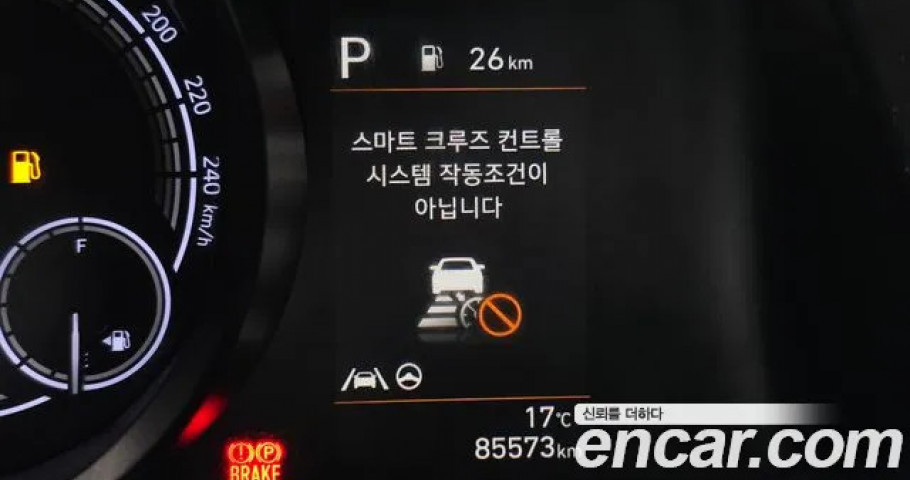 200
220
240
km/h
F
P 26 km
스마트 크루즈 컨트롤
시스템 작동조건이
아닙니다
17℃
85573 km
(!) (P)
BRAKE
신뢰를 더하다
encar.com